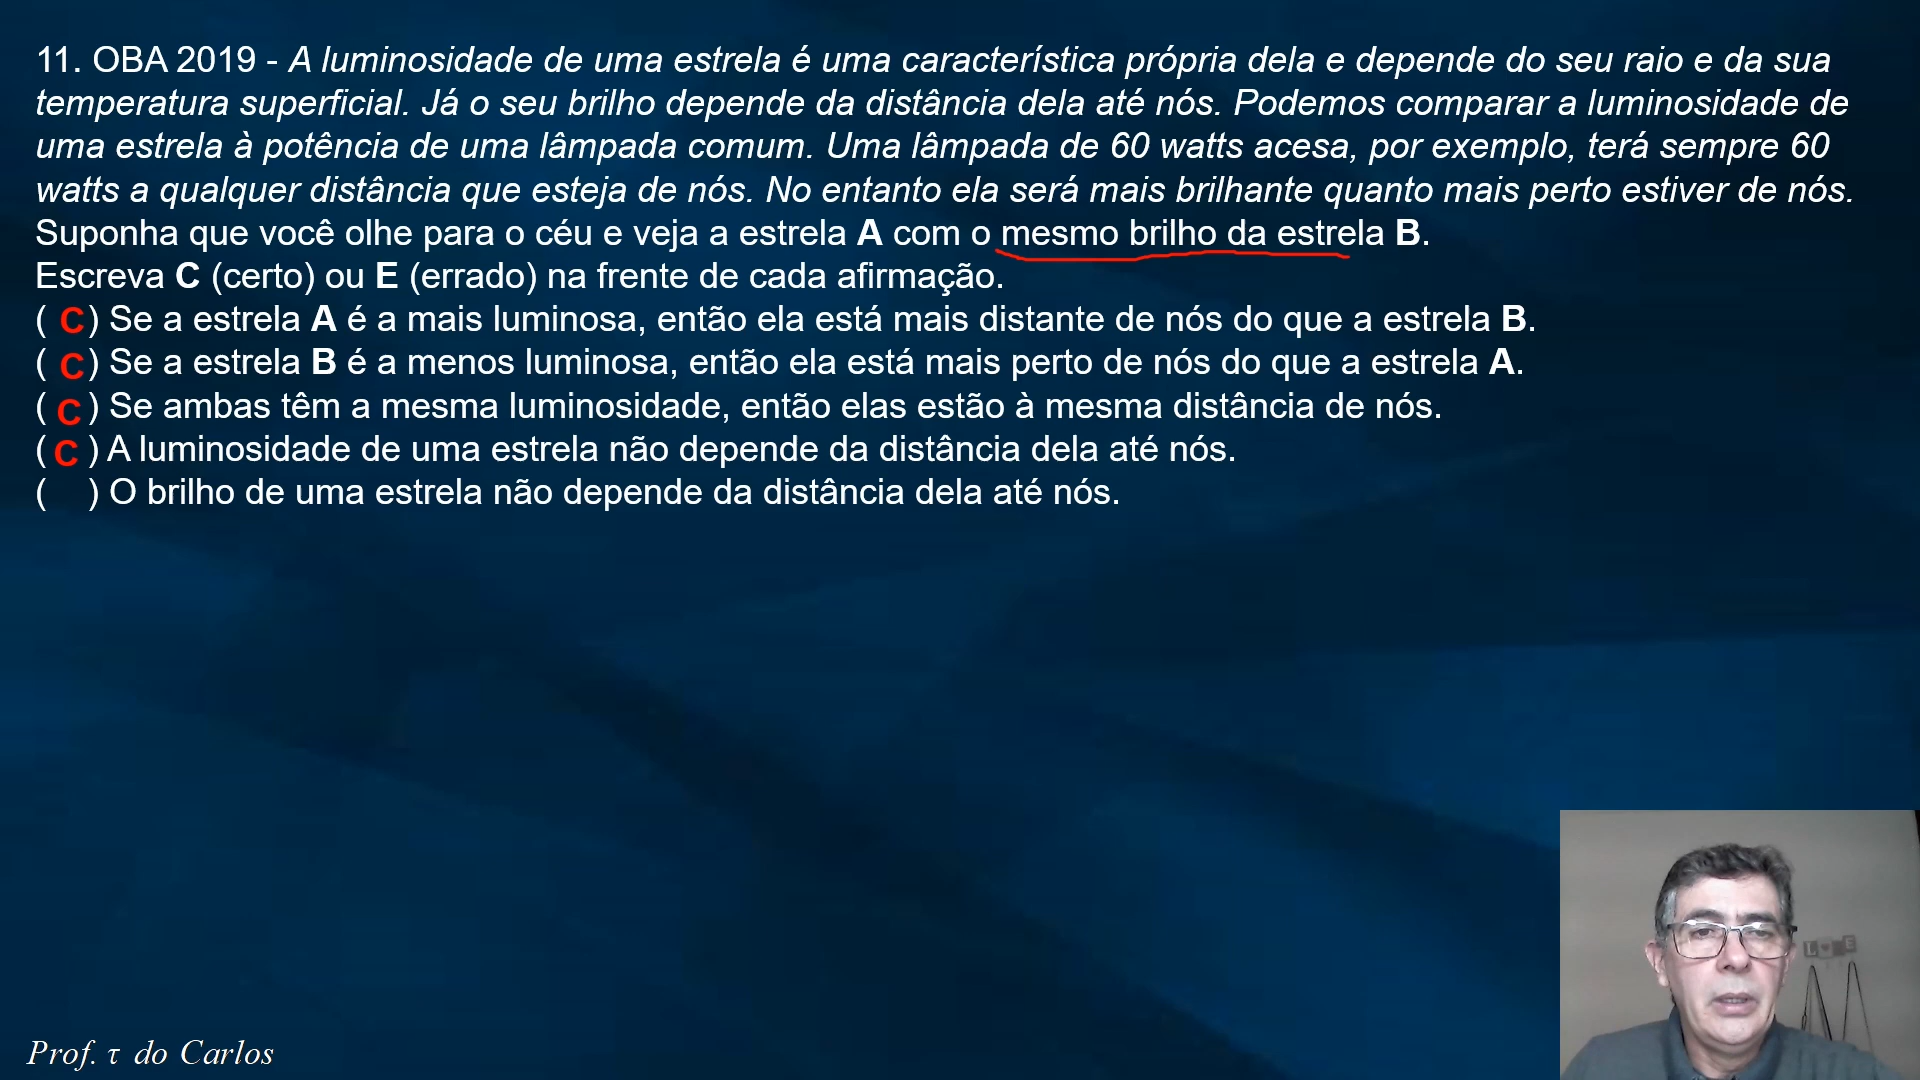 11. OBA 2019 - A luminosidade de uma estrela é uma característica própria dela e depende do seu raio e da sua
temperatura superficial. Já o seu brilho depende da distância dela até nós. Podemos comparar a luminosidade de
uma estrela à potência de uma lâmpada comum. Uma lâmpada de 60 watts acesa, por exemplo, terá sempre 60
watts a qualquer distância que esteja de nós. No entanto ela será mais brilhante quanto mais perto estiver de nós.
Suponha que você olhe para o céu e veja a estrela A com o mesmo brilho da estrela B.
Escreva C (certo) ou E (errado) na frente de cada afirmação.
( C ) Se a estrela A é a mais luminosa, então ela está mais distante de nós do que a estrela B.
( C ) Se a estrela B é a menos luminosa, então ela está mais perto de nós do que a estrela A.
( C ) Se ambas têm a mesma luminosidade, então elas estão à mesma distância de nós.
( C ) A luminosidade de uma estrela não depende da distância dela até nós.
( ) O brilho de uma estrela não depende da distância dela até nós.
L♥VE
Prof. τ do Carlos